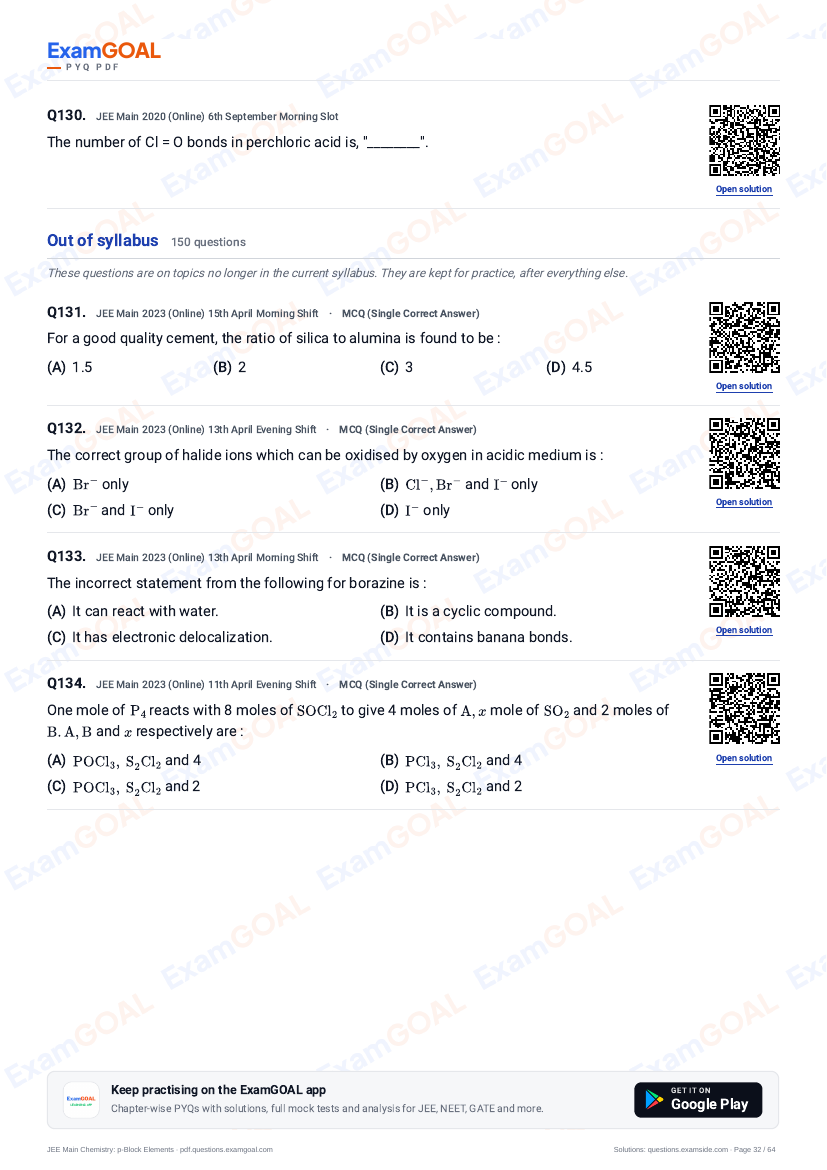 ExamGOAL
PYQ PDF
Q130. JEE Main 2020 (Online) 6th September Morning Slot
The number of Cl = O bonds in perchloric acid is, "________".
Open solution
Out of syllabus 150 questions
These questions are on topics no longer in the current syllabus. They are kept for practice, after everything else.
Q131. JEE Main 2023 (Online) 15th April Morning Shift · MCQ (Single Correct Answer)
For a good quality cement, the ratio of silica to alumina is found to be :
(A) 1.5 (B) 2 (C) 3 (D) 4.5
Open solution
Q132. JEE Main 2023 (Online) 13th April Evening Shift · MCQ (Single Correct Answer)
The correct group of halide ions which can be oxidised by oxygen in acidic medium is :
(A) Br⁻ only (B) Cl⁻, Br⁻ and I⁻ only
(C) Br⁻ and I⁻ only (D) I⁻ only
Open solution
Q133. JEE Main 2023 (Online) 13th April Morning Shift · MCQ (Single Correct Answer)
The incorrect statement from the following for borazine is :
(A) It can react with water. (B) It is a cyclic compound.
(C) It has electronic delocalization. (D) It contains banana bonds.
Open solution
Q134. JEE Main 2023 (Online) 11th April Evening Shift · MCQ (Single Correct Answer)
One mole of P₄ reacts with 8 moles of SOCl₂ to give 4 moles of A, x mole of SO₂ and 2 moles of
B. A, B and x respectively are :
(A) POCl₃, S₂Cl₂ and 4 (B) PCl₃, S₂Cl₂ and 4
(C) POCl₃, S₂Cl₂ and 2 (D) PCl₃, S₂Cl₂ and 2
Open solution
Keep practising on the ExamGOAL app
Chapter-wise PYQs with solutions, full mock tests and analysis for JEE, NEET, GATE and more.
GET IT ON
Google Play
JEE Main Chemistry: p-Block Elements · pdf.questions.examgoal.com Solutions: questions.examside.com · Page 32 / 64